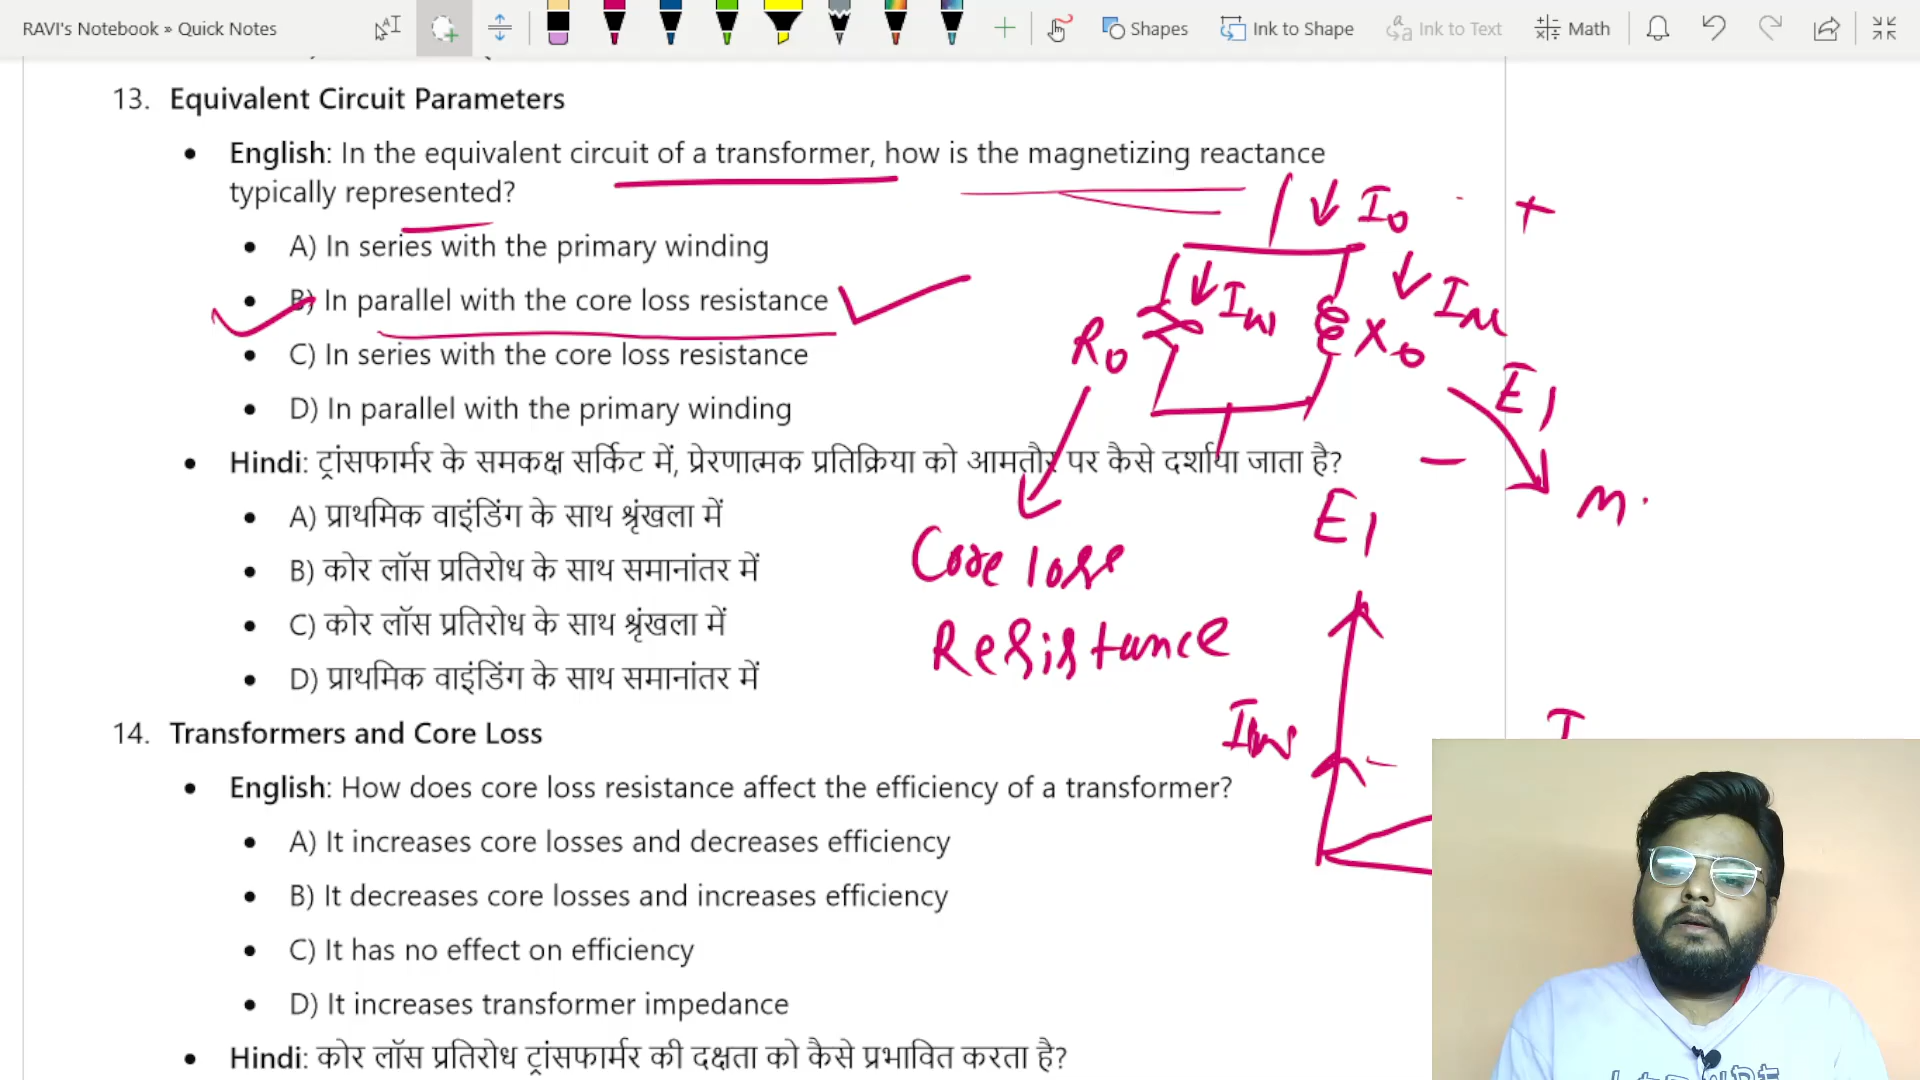 RAVI's Notebook » Quick Notes
Shapes
Ink to Shape
Ink to Text
Math
13. Equivalent Circuit Parameters
• English: In the equivalent circuit of a transformer, how is the magnetizing reactance
typically represented?
• A) In series with the primary winding
• B) In parallel with the core loss resistance
• C) In series with the core loss resistance
• D) In parallel with the primary winding
• Hindi: ट्रांसफार्मर के समकक्ष सर्किट में, प्रेरणात्मक प्रतिक्रिया को आमतौर पर कैसे दर्शाया जाता है?
• A) प्राथमिक वाइंडिंग के साथ श्रृंखला में
• B) कोर लॉस प्रतिरोध के साथ समानांतर में
• C) कोर लॉस प्रतिरोध के साथ श्रृंखला में
• D) प्राथमिक वाइंडिंग के साथ समानांतर में
I0
+
Iw
Im
R0
X0
E1
−
M.
E1
Core loss
Resistance
Iw
I
14. Transformers and Core Loss
• English: How does core loss resistance affect the efficiency of a transformer?
• A) It increases core losses and decreases efficiency
• B) It decreases core losses and increases efficiency
• C) It has no effect on efficiency
• D) It increases transformer impedance
• Hindi: कोर लॉस प्रतिरोध ट्रांसफार्मर की दक्षता को कैसे प्रभावित करता है?